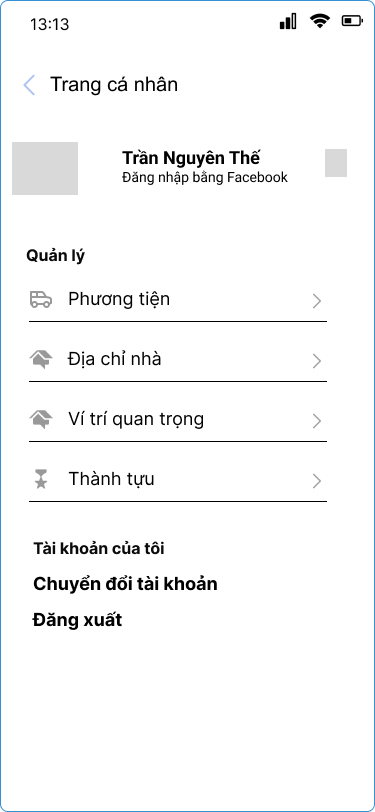 13:13
Trang cá nhân
Trần Nguyên Thế
Đăng nhập bằng Facebook
Quản lý
Phương tiện
Địa chỉ nhà
Ví trí quan trọng
Thành tựu
Tài khoản của tôi
Chuyển đổi tài khoản
Đăng xuất